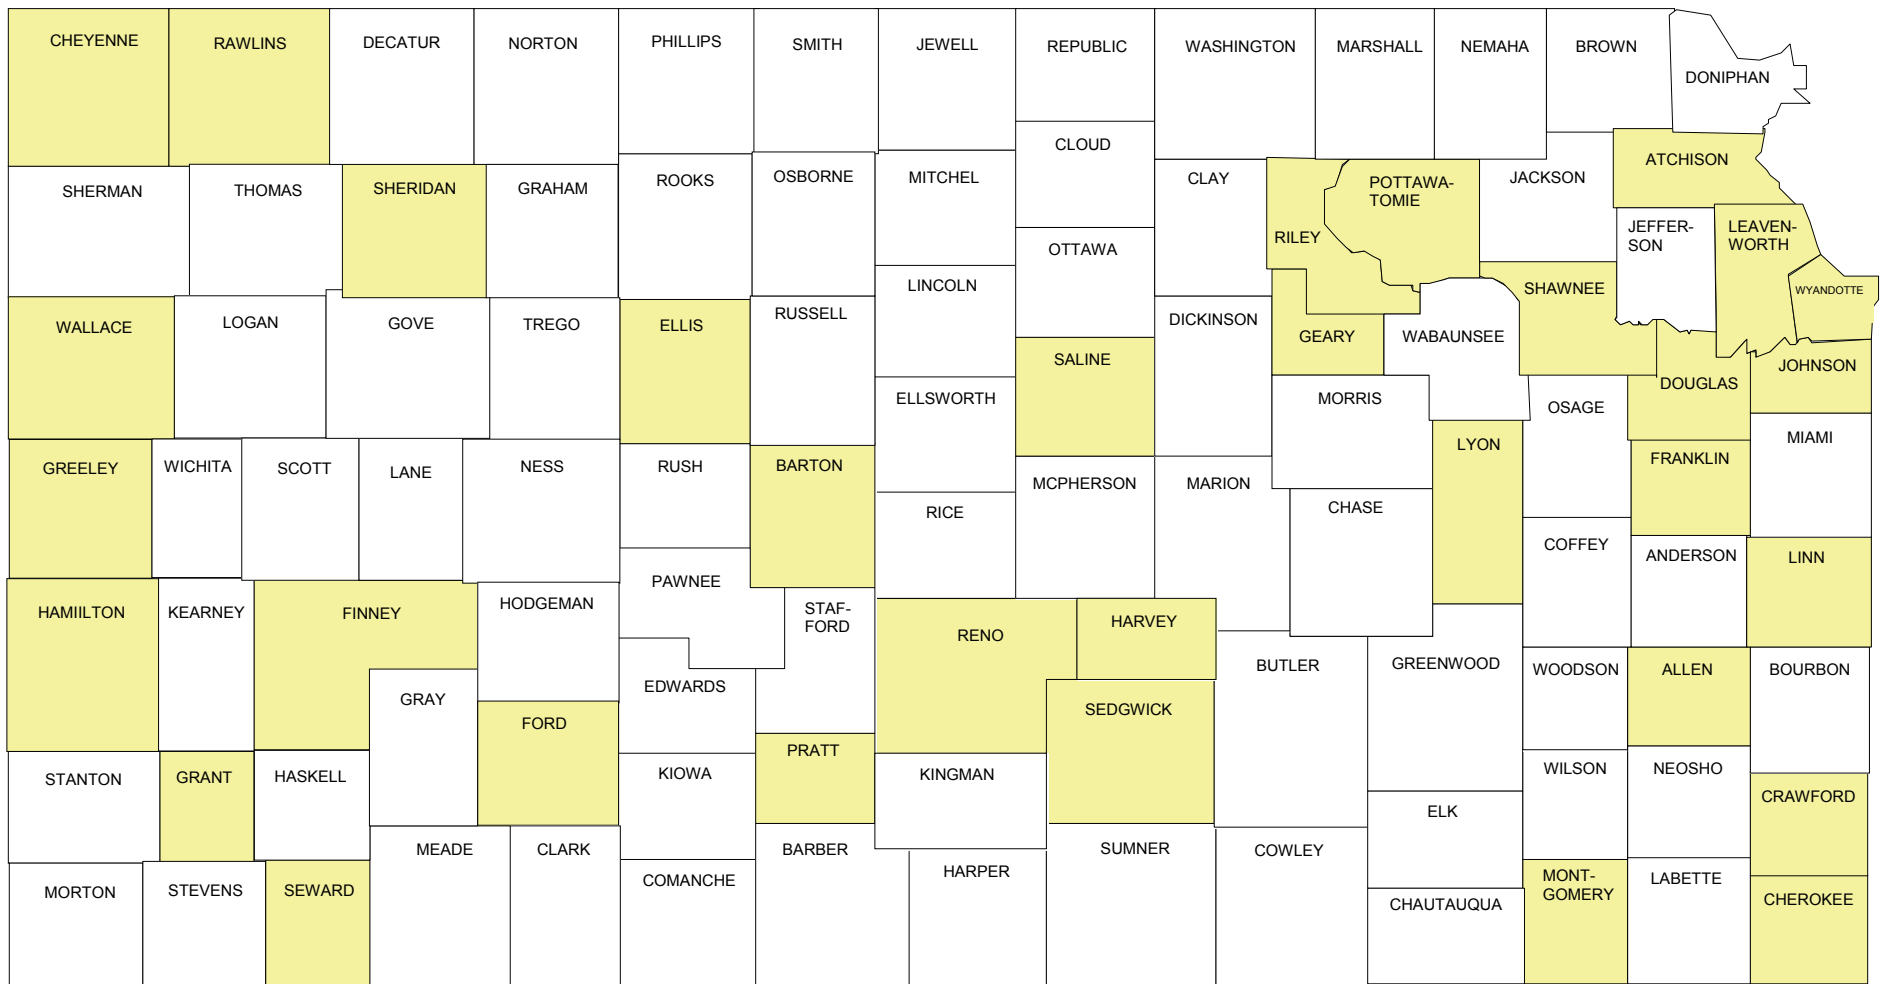 CHEYENNE
RAWLINS
DECATUR
NORTON
PHILLIPS
SMITH
JEWELL
REPUBLIC
WASHINGTON
MARSHALL
NEMAHA
BROWN
DONIPHAN
CLOUD
ATCHISON
SHERMAN
THOMAS
SHERIDAN
GRAHAM
ROOKS
OSBORNE
MITCHEL
CLAY
RILEY
POTTAWA-
TOMIE
JACKSON
JEFFER-
SON
LEAVEN-
WORTH
OTTAWA
LINCOLN
SHAWNEE
WYANDOTTE
WALLACE
LOGAN
GOVE
TREGO
ELLIS
RUSSELL
DICKINSON
GEARY
WABAUNSEE
SALINE
JOHNSON
DOUGLAS
ELLSWORTH
MORRIS
OSAGE
MIAMI
GREELEY
WICHITA
SCOTT
LANE
NESS
RUSH
BARTON
LYON
FRANKLIN
RICE
MCPHERSON
MARION
CHASE
COFFEY
ANDERSON
LINN
HAMIILTON
KEARNEY
FINNEY
HODGEMAN
PAWNEE
STAF-
FORD
RENO
HARVEY
BUTLER
GREENWOOD
WOODSON
ALLEN
BOURBON
GRAY
EDWARDS
FORD
SEDGWICK
PRATT
STANTON
GRANT
HASKELL
KIOWA
KINGMAN
WILSON
NEOSHO
CRAWFORD
ELK
MEADE
CLARK
BARBER
SUMNER
COWLEY
MORTON
STEVENS
SEWARD
COMANCHE
HARPER
CHAUTAUQUA
MONT-
GOMERY
LABETTE
CHEROKEE